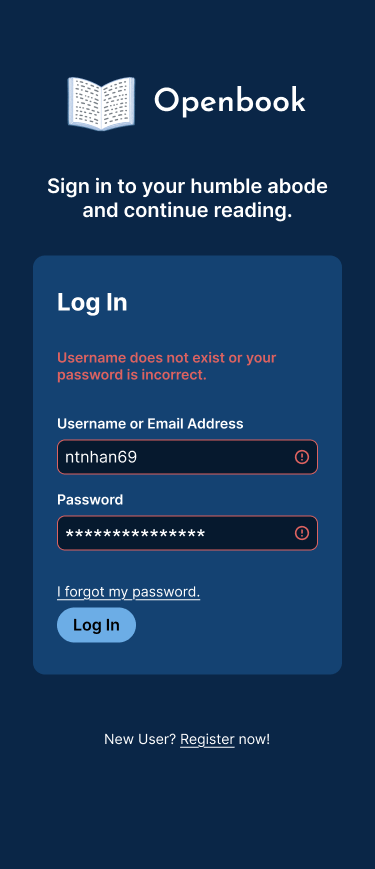 Openbook
Sign in to your humble abode
and continue reading.
Log In
Username does not exist or your
password is incorrect.
Username or Email Address
ntnhan69
Password
***************
I forgot my password.
Log In
New User? Register now!